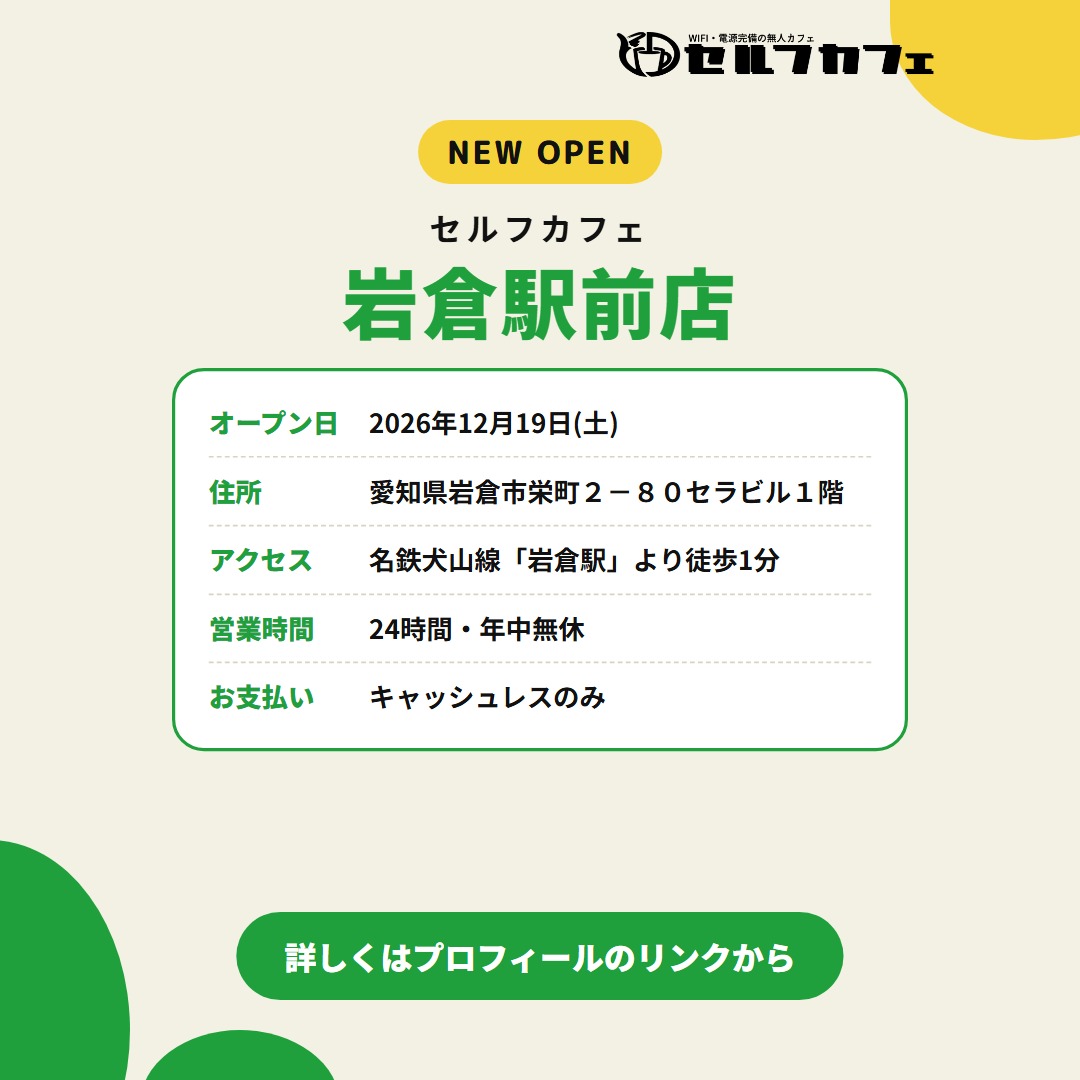 WIFI・電源完備の無人カフェ
セルフカフェ
NEW OPEN
セルフカフェ
岩倉駅前店
オープン日 2026年12月19日(土)
住所 愛知県岩倉市栄町２－８０セラビル１階
アクセス 名鉄犬山線「岩倉駅」より徒歩1分
営業時間 24時間・年中無休
お支払い キャッシュレスのみ
詳しくはプロフィールのリンクから